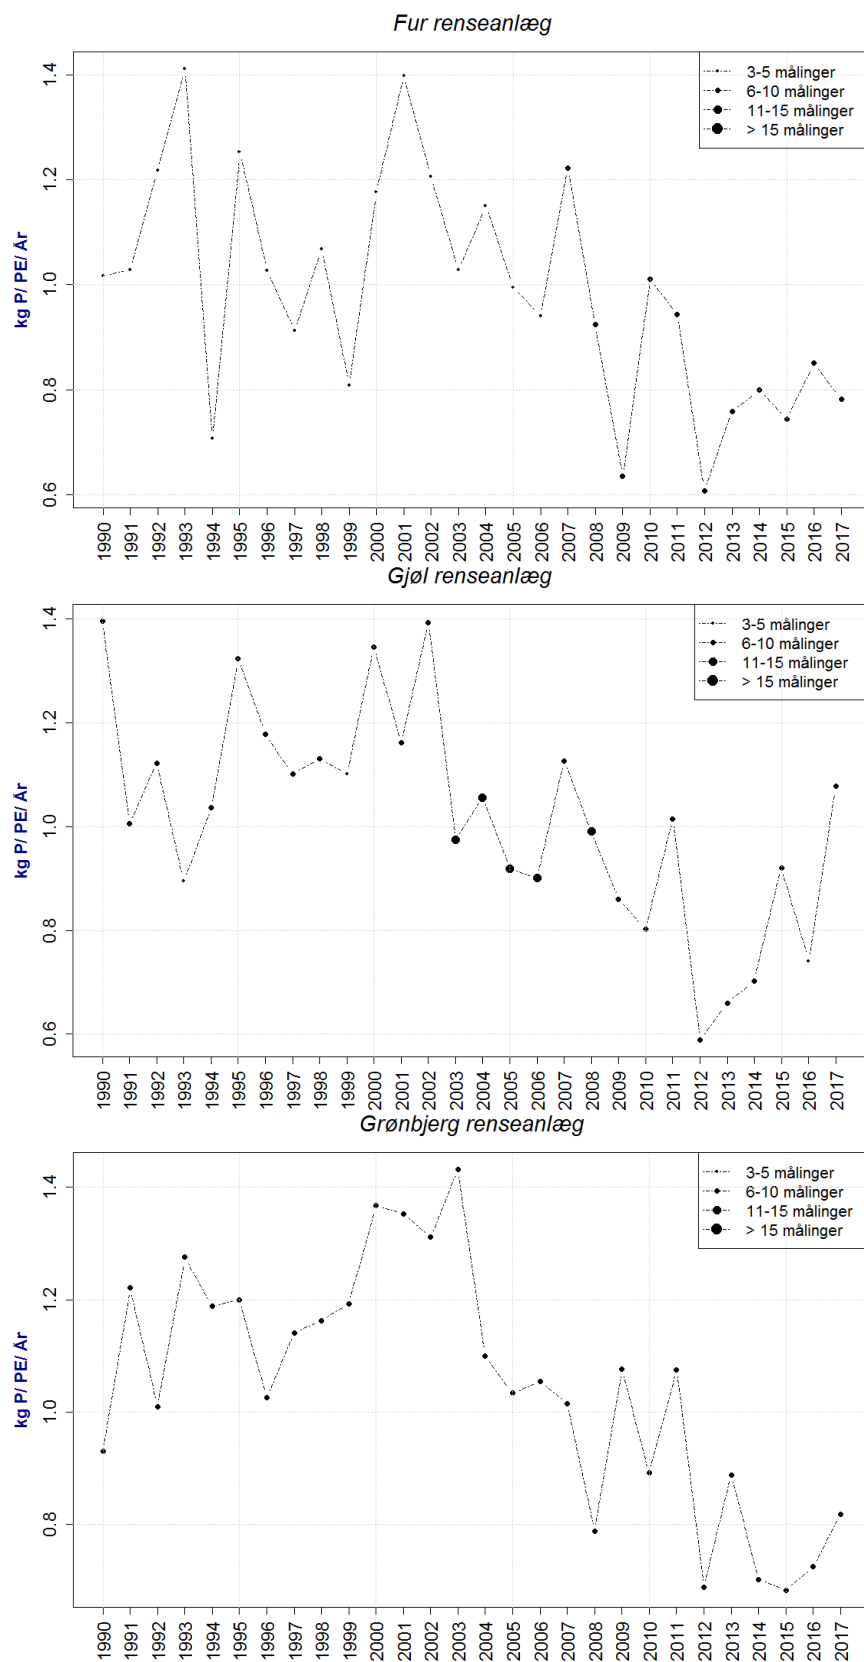 Fur renseanlæg
3-5 målinger
6-10 målinger
11-15 målinger
> 15 målinger
kg P/ PE/ År
1.4
1.2
1.0
0.8
0.6
1990 1991 1992 1993 1994 1995 1996 1997 1998 1999 2000 2001 2002 2003 2004 2005 2006 2007 2008 2009 2010 2011 2012 2013 2014 2015 2016 2017
Gjøl renseanlæg
3-5 målinger
6-10 målinger
11-15 målinger
> 15 målinger
kg P/ PE/ År
1.4
1.2
1.0
0.8
0.6
1990 1991 1992 1993 1994 1995 1996 1997 1998 1999 2000 2001 2002 2003 2004 2005 2006 2007 2008 2009 2010 2011 2012 2013 2014 2015 2016 2017
Grønbjerg renseanlæg
3-5 målinger
6-10 målinger
11-15 målinger
> 15 målinger
kg P/ PE/ År
1.4
1.2
1.0
0.8
1990 1991 1992 1993 1994 1995 1996 1997 1998 1999 2000 2001 2002 2003 2004 2005 2006 2007 2008 2009 2010 2011 2012 2013 2014 2015 2016 2017